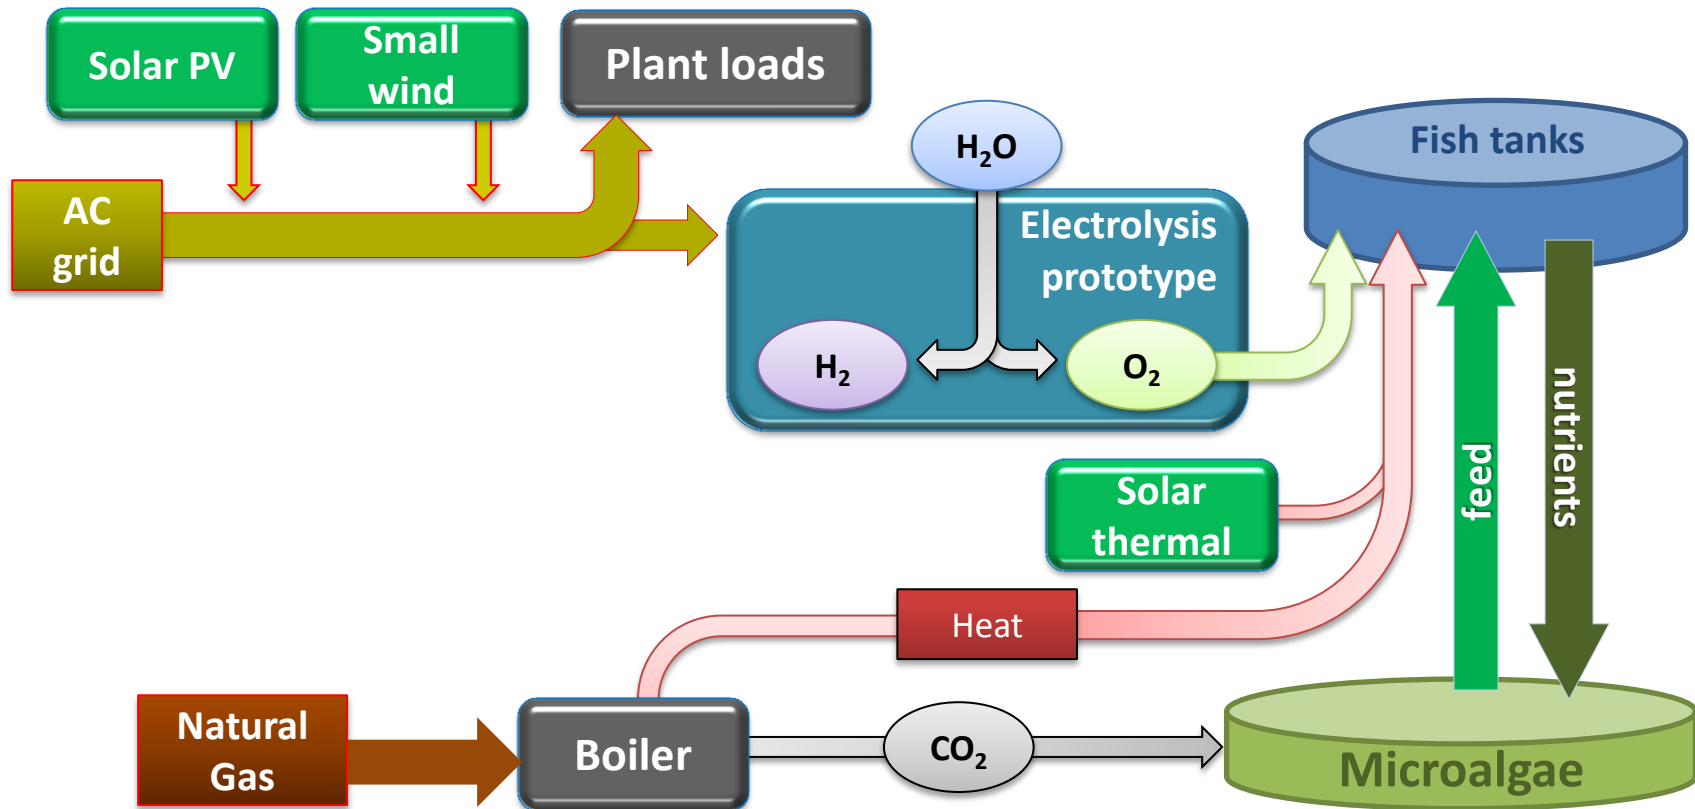 Solar PV
Small
wind
Plant loads
AC
grid
H₂O
Electrolysis
prototype
H₂
O₂
Fish tanks
feed
nutrients
Solar
thermal
Heat
Natural
Gas
Boiler
CO₂
Microalgae